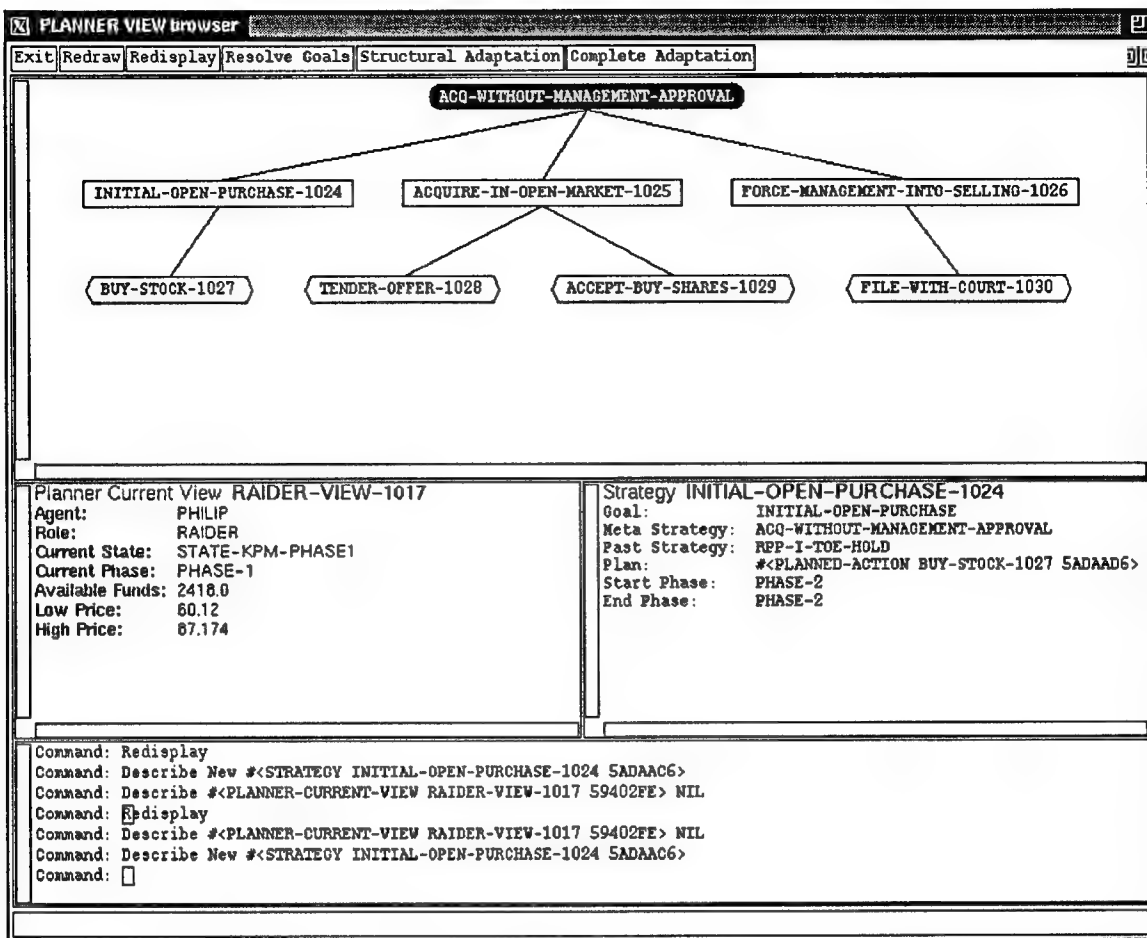 PLANNER VIEW browser
Exit Redraw Redisplay Resolve Goals Structural Adaptation Complete Adaptation
ACQ-WITHOUT-MANAGEMENT-APPROVAL
INITIAL-OPEN-PURCHASE-1024 ACQUIRE-IN-OPEN-MARKET-1025 FORCE-MANAGEMENT-INTO-SELLING-1026
BUY-STOCK-1027 TENDER-OFFER-1028 ACCEPT-BUY-SHARES-1029 FILE-WITH-COURT-1030
Planner Current View RAIDER-VIEW-1017
Agent: PHILIP
Role: RAIDER
Current State: STATE-KPM-PHASE1
Current Phase: PHASE-1
Available Funds: 2418.0
Low Price: 60.12
High Price: 87.174
Strategy INITIAL-OPEN-PURCHASE-1024
Goal: INITIAL-OPEN-PURCHASE
Meta Strategy: ACQ-WITHOUT-MANAGEMENT-APPROVAL
Past Strategy: RPP-I-TOE-HOLD
Plan: #<PLANNED-ACTION BUY-STOCK-1027 5ADAAD6>
Start Phase: PHASE-2
End Phase: PHASE-2
Command: Redisplay
Command: Describe New #<STRATEGY INITIAL-OPEN-PURCHASE-1024 5ADAAC6>
Command: Describe #<PLANNER-CURRENT-VIEW RAIDER-VIEW-1017 59402FE> NIL
Command: Redisplay
Command: Describe #<PLANNER-CURRENT-VIEW RAIDER-VIEW-1017 59402FE> NIL
Command: Describe New #<STRATEGY INITIAL-OPEN-PURCHASE-1024 5ADAAC6>
Command: